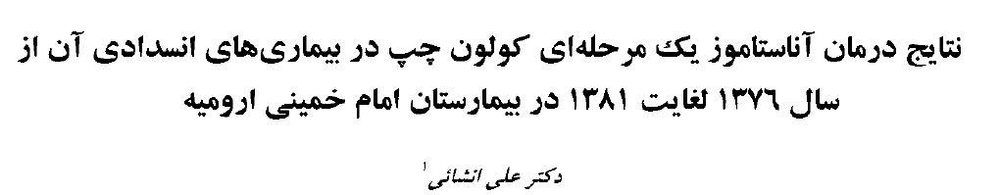 نتایج درمان آناستاموز یک مرحله‌ای کولون چپ در بیماری‌های انسدادی آن از
سال ۱۳۷۶ لغایت ۱۳۸۱ در بیمارستان امام خمینی ارومیه
دکتر علی انشائی۱